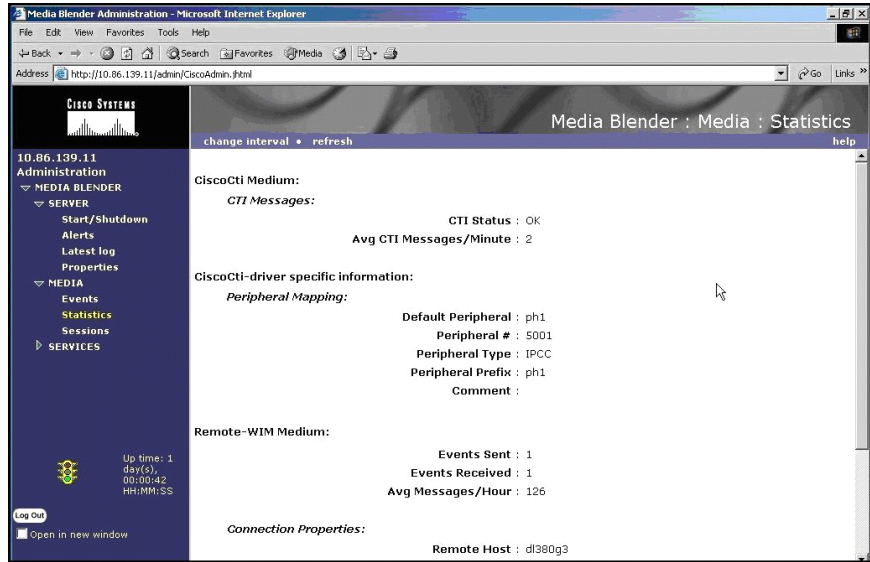 Media Blender Administration - Microsoft Internet Explorer
File Edit View Favorites Tools Help
Back Search Favorites Media
Address http://10.86.139.11/admin/CiscoAdmin.jhtml Go Links »
CISCO SYSTEMS
Media Blender : Media : Statistics
change interval • refresh help
10.86.139.11
Administration
MEDIA BLENDER
SERVER
Start/Shutdown
Alerts
Latest log
Properties
MEDIA
Events
Statistics
Sessions
SERVICES
Up time: 1
day(s),
00:00:42
HH:MM:SS
Log Out
Open in new window
CiscoCti Medium:
CTI Messages:
CTI Status : OK
Avg CTI Messages/Minute : 2
CiscoCti-driver specific information:
Peripheral Mapping:
Default Peripheral : ph1
Peripheral # : 5001
Peripheral Type : IPCC
Peripheral Prefix : ph1
Comment :
Remote-WIM Medium:
Events Sent : 1
Events Received : 1
Avg Messages/Hour : 126
Connection Properties:
Remote Host : dl380g3